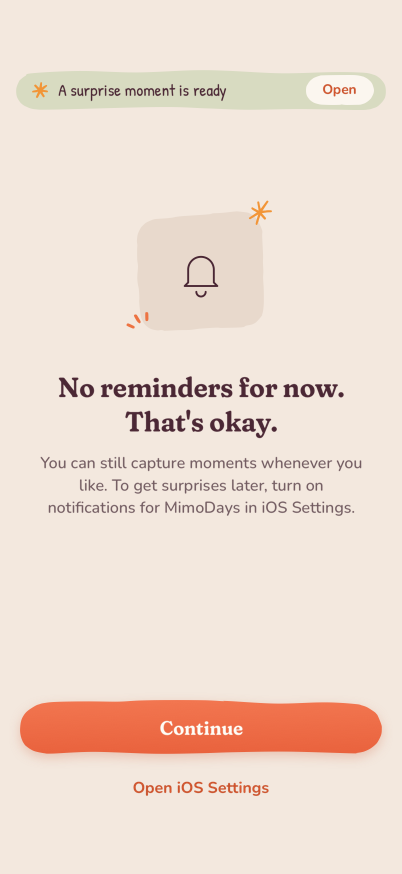 A surprise moment is ready
Open
No reminders for now.
That's okay.
You can still capture moments whenever you
like. To get surprises later, turn on
notifications for MimoDays in iOS Settings.
Continue
Open iOS Settings